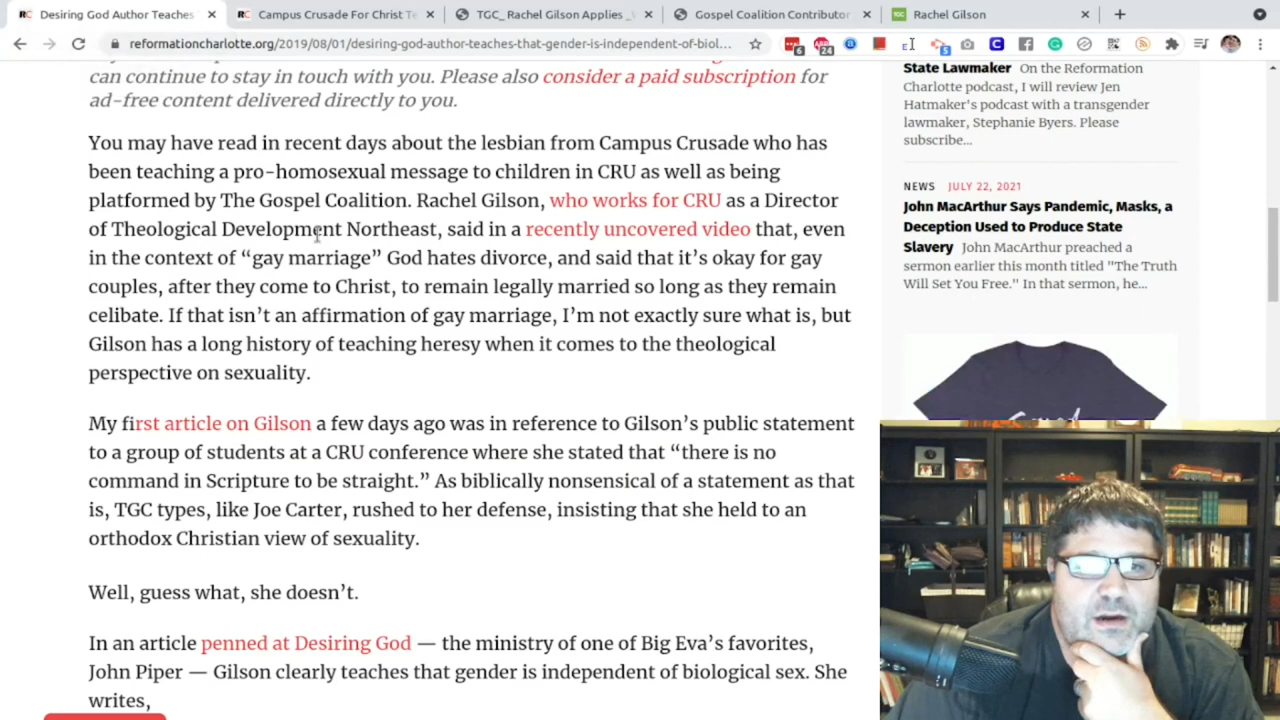 Desiring God Author Teaches
Campus Crusade For Christ Te
TGC_ Rachel Gilson Applies _
Gospel Coalition Contributor
TGC Rachel Gilson
reformationcharlotte.org/2019/08/01/desiring-god-author-teaches-that-gender-is-independent-of-biol...
can continue to stay in touch with you. Please also consider a paid subscription for
ad-free content delivered directly to you.
You may have read in recent days about the lesbian from Campus Crusade who has
been teaching a pro-homosexual message to children in CRU as well as being
platformed by The Gospel Coalition. Rachel Gilson, who works for CRU as a Director
of Theological Development Northeast, said in a recently uncovered video that, even
in the context of “gay marriage” God hates divorce, and said that it’s okay for gay
couples, after they come to Christ, to remain legally married so long as they remain
celibate. If that isn’t an affirmation of gay marriage, I’m not exactly sure what is, but
Gilson has a long history of teaching heresy when it comes to the theological
perspective on sexuality.
My first article on Gilson a few days ago was in reference to Gilson’s public statement
to a group of students at a CRU conference where she stated that “there is no
command in Scripture to be straight.” As biblically nonsensical of a statement as that
is, TGC types, like Joe Carter, rushed to her defense, insisting that she held to an
orthodox Christian view of sexuality.
Well, guess what, she doesn’t.
In an article penned at Desiring God — the ministry of one of Big Eva’s favorites,
John Piper — Gilson clearly teaches that gender is independent of biological sex. She
writes,
State Lawmaker On the Reformation
Charlotte podcast, I will review Jen
Hatmaker's podcast with a transgender
lawmaker, Stephanie Byers. Please
subscribe...
NEWS JULY 22, 2021
John MacArthur Says Pandemic, Masks, a
Deception Used to Produce State
Slavery John MacArthur preached a
sermon earlier this month titled "The Truth
Will Set You Free." In that sermon, he...